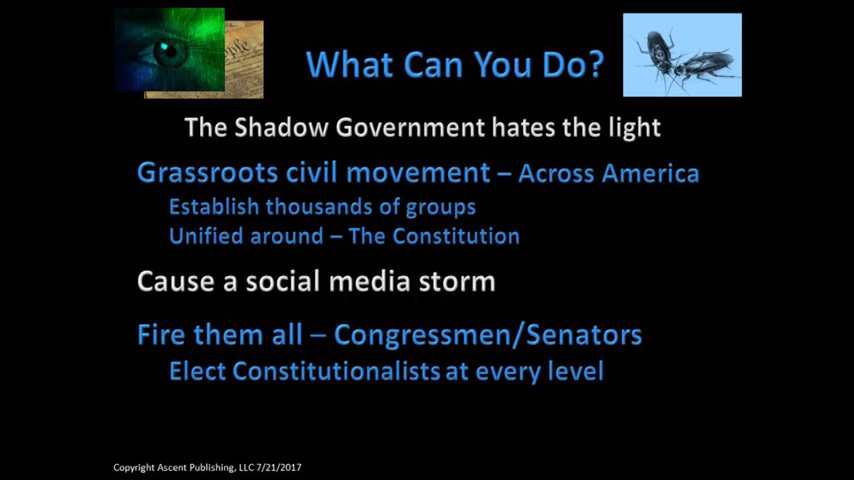 What Can You Do?
ople
The Shadow Government hates the light
Grassroots civil movement – Across America
Establish thousands of groups
Unified around – The Constitution
Cause a social media storm
Fire them all – Congressmen/Senators
Elect Constitutionalists at every level
Copyright Ascent Publishing, LLC 7/21/2017